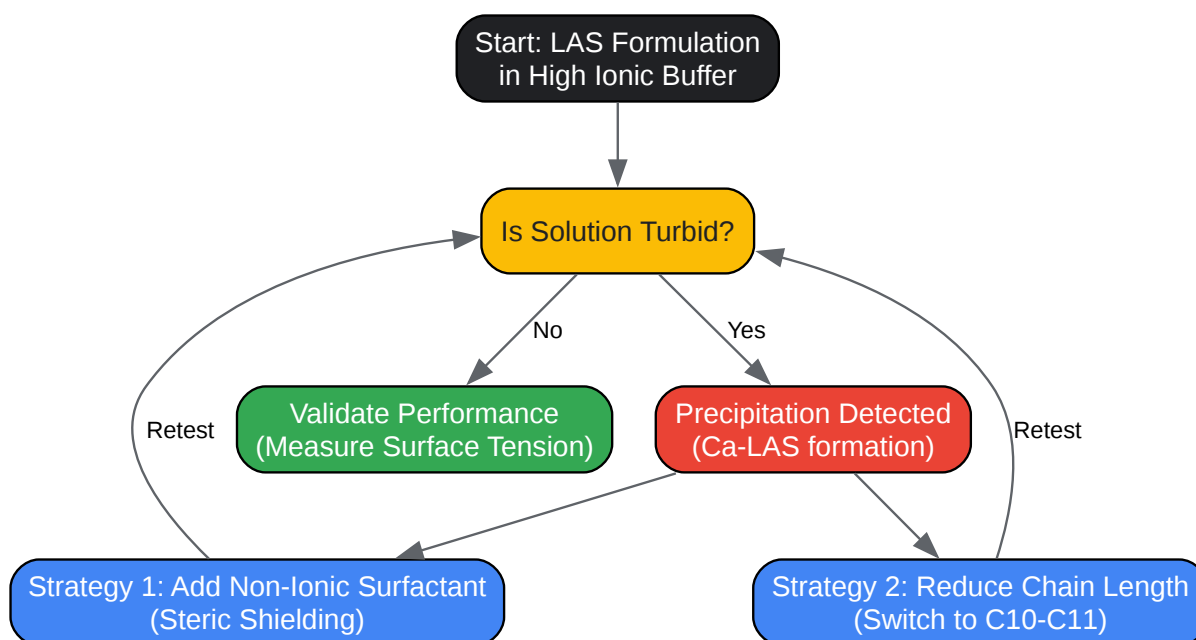 Start: LAS Formulation
in High Ionic Buffer
Is Solution Turbid?
No
Yes
Validate Performance
(Measure Surface Tension)
Precipitation Detected
(Ca-LAS formation)
Retest
Retest
Strategy 1: Add Non-Ionic Surfactant
(Steric Shielding)
Strategy 2: Reduce Chain Length
(Switch to C10-C11)